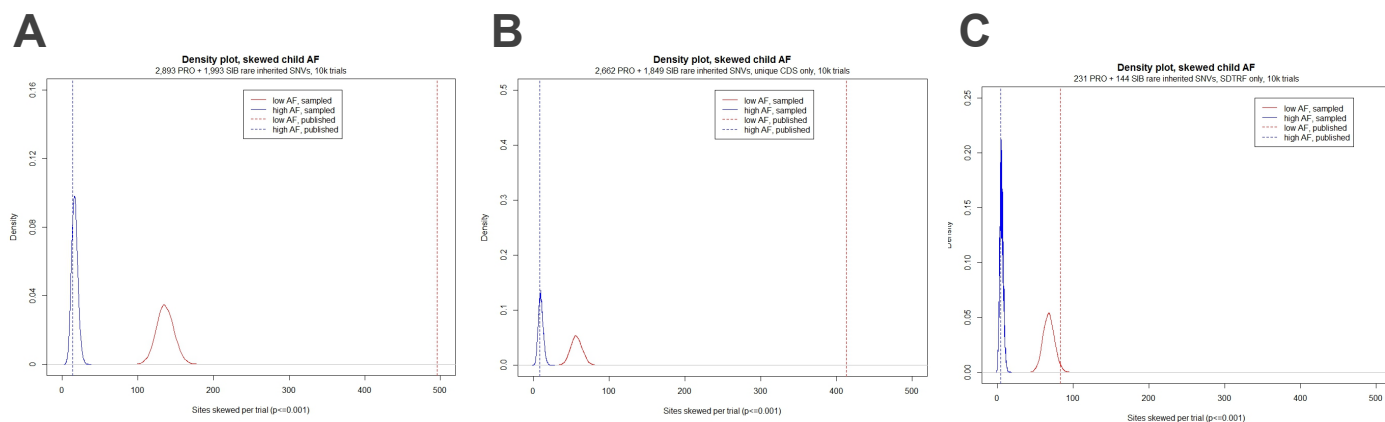 A
Density plot, skewed child AF
2,893 PRO + 1,993 SIB rare inherited SNVs, 10k trials
low AF, sampled
high AF, sampled
low AF, published
high AF, published
0.16
0.12
0.08
0.04
0
Density
0
100
200
300
400
500
Sites skewed per trial (p<=0.001)
B
Density plot, skewed child AF
2,662 PRO + 1,849 SIB rare inherited SNVs, unique CDS only, 10k trials
low AF, sampled
high AF, sampled
low AF, published
high AF, published
0.5
0.4
0.3
0.2
0.1
0.0
Density
0
100
200
300
400
500
Sites skewed per trial (p<=0.001)
C
Density plot, skewed child AF
231 PRO + 144 SIB rare inherited SNVs, SDTRF only, 10k trials
low AF, sampled
high AF, sampled
low AF, published
high AF, published
0.25
0.20
0.15
0.10
0.05
0.00
Density
0
100
200
300
400
500
Sites skewed per trial (p<=0.001)